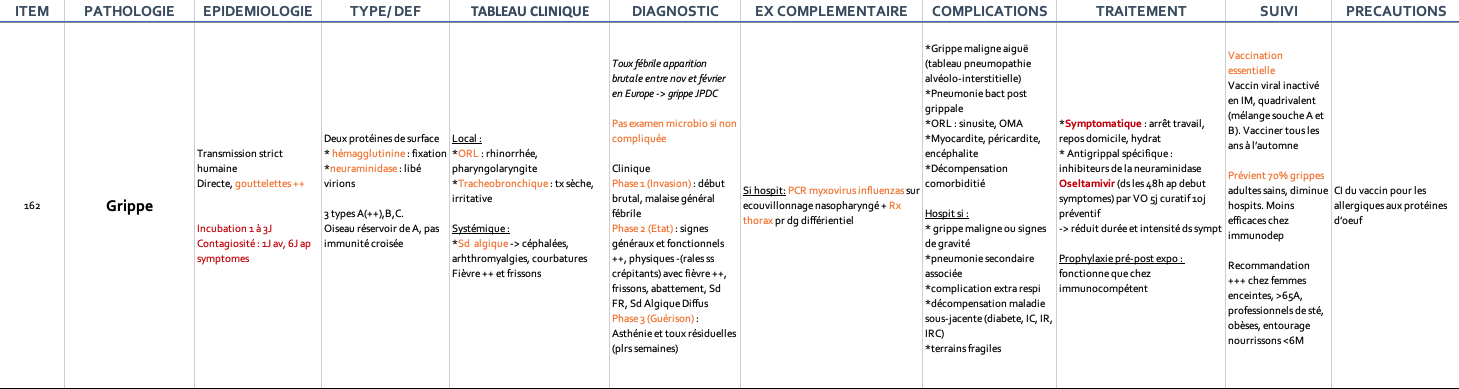 ITEM
PATHOLOGIE
EPIDEMIOLOGIE
TYPE/ DEF
TABLEAU CLINIQUE
DIAGNOSTIC
EX COMPLEMENTAIRE
COMPLICATIONS
TRAITEMENT
SUIVI
PRECAUTIONS
162
Grippe
Transmission strict
humaine
Directe, gouttelettes ++
Incubation 1 à 3J
Contagiosité : 1J av, 6J ap
symptomes
Deux protéines de surface
* hémagglutinine : fixation
*neuraminidase : libé
virions
3 types A(++),B,C.
Oiseau réservoir de A, pas
immunité croisée
Local :
*ORL : rhinorrhée,
pharyngolaryngite
*Tracheobronchique : tx sèche,
irritative
Systémique :
*Sd algique -> céphalées,
arhthromyalgies, courbatures
Fièvre ++ et frissons
Toux fébrile apparition
brutale entre nov et février
en Europe -> grippe JPDC
Pas examen microbio si non
compliquée
Clinique
Phase 1 (Invasion) : début
brutal, malaise général
fébrile
Phase 2 (Etat) : signes
généraux et fonctionnels
++, physiques -(rales ss
crépitants) avec fièvre ++,
frissons, abattement, Sd
FR, Sd Algique Diffus
Phase 3 (Guérison) :
Asthénie et toux résiduelles
(plrs semaines)
Si hospit: PCR myxovirus influenzas sur
ecouvillonnage nasopharyngé + Rx
thorax pr dg différientiel
*Grippe maligne aiguë
(tableau pneumopathie
alvéolo-interstitielle)
*Pneumonie bact post
grippale
*ORL : sinusite, OMA
*Myocardite, péricardite,
encéphalite
*Décompensation
comorbiditié
Hospit si :
* grippe maligne ou signes
de gravité
*pneumonie secondaire
associée
*complication extra respi
*décompensation maladie
sous-jacente (diabete, IC, IR,
IRC)
*terrains fragiles
*Symptomatique : arrêt travail,
repos domicile, hydrat
* Antigrippal spécifique :
inhibiteurs de la neuraminidase
Oseltamivir (ds les 48h ap debut
symptomes) par VO 5j curatif 10j
préventif
-> réduit durée et intensité ds sympt
Prophylaxie pré-post expo :
fonctionne que chez
immunocompétent
Vaccination
essentielle
Vaccin viral inactivé
en IM, quadrivalent
(mélange souche A et
B). Vacciner tous les
ans à l'automne
Prévient 70% grippes
adultes sains, diminue
hospits. Moins
efficaces chez
immunodep
Recommandation
+++ chez femmes
enceintes, >65A,
professionnels de sté,
obèses, entourage
nourrissons <6M
CI du vaccin pour les
allergiques aux protéines
d'oeuf